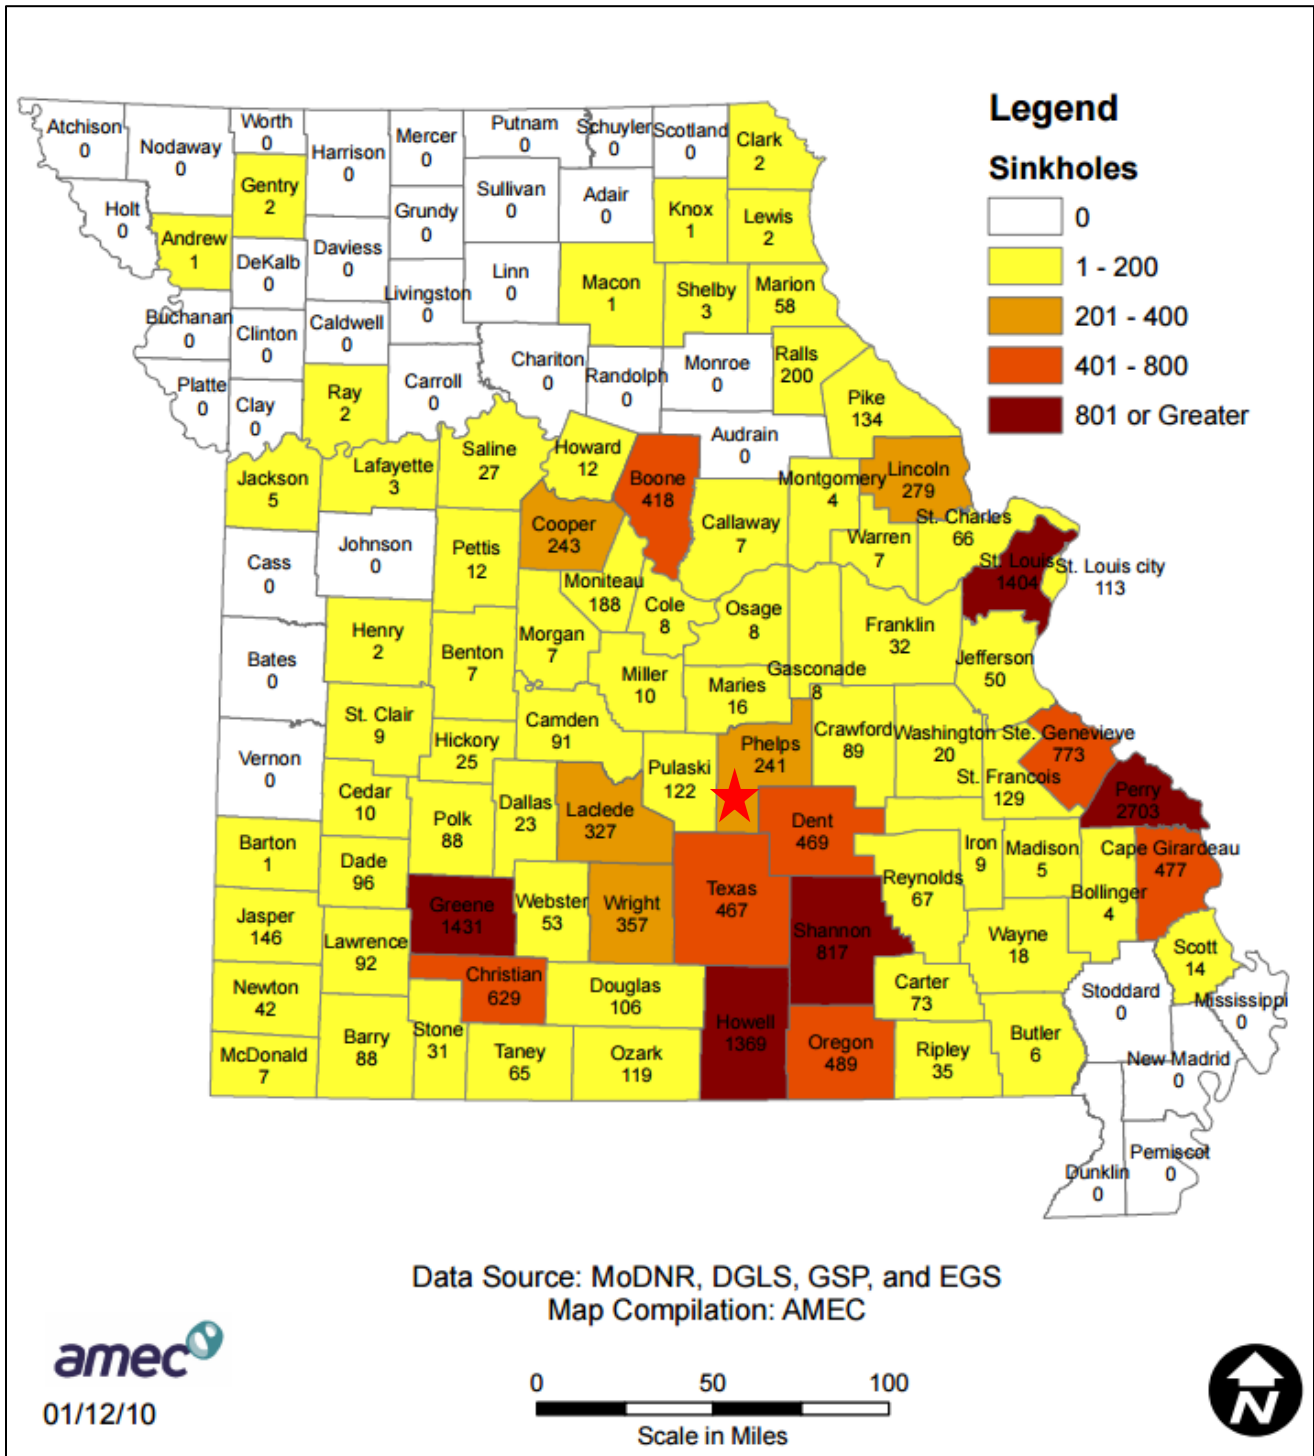 Legend
Sinkholes
0
1 - 200
201 - 400
401 - 800
801 or Greater
Atchison
0
Nodaway
0
Worth
0
Harrison
0
Mercer
0
Putnam
0
Schuyler
0
Scotland
0
Clark
2
Holt
0
Andrew
1
Gentry
2
DeKalb
0
Daviess
0
Grundy
0
Sullivan
0
Adair
0
Knox
1
Lewis
2
Buchanan
0
Clinton
0
Caldwell
0
Livingston
0
Linn
0
Macon
1
Shelby
3
Marion
58
Platte
0
Clay
0
Ray
2
Carroll
0
Chariton
0
Randolph
0
Monroe
0
Ralls
200
Pike
134
Audrain
0
Jackson
5
Lafayette
3
Saline
27
Howard
12
Boone
418
Callaway
7
Montgomery
4
Lincoln
279
Warren
7
St. Charles
66
St. Louis
1404
St. Louis city
113
Cass
0
Johnson
0
Pettis
12
Cooper
243
Moniteau
188
Cole
8
Osage
8
Gasconade
8
Franklin
32
Jefferson
50
Bates
0
Henry
2
Benton
7
Morgan
7
Miller
10
Maries
16
Vernon
0
St. Clair
9
Hickory
25
Camden
91
Pulaski
122
Phelps
241
Crawford
89
Washington
20
St. Francois
129
Ste. Genevieve
773
Perry
2703
Cedar
10
Polk
88
Dallas
23
Laclede
327
Dent
469
Barton
1
Dade
96
Greene
1431
Webster
53
Wright
357
Texas
467
Shannon
817
Reynolds
67
Iron
9
Madison
5
Bollinger
4
Cape Girardeau
477
Jasper
146
Lawrence
92
Christian
629
Douglas
106
Howell
1369
Carter
73
Wayne
18
Scott
14
Newton
42
Barry
88
Stone
31
Taney
65
Ozark
119
Oregon
489
Ripley
35
Butler
6
Stoddard
0
Mississippi
0
McDonald
7
New Madrid
0
Dunklin
0
Pemiscot
0
Data Source: MoDNR, DGLS, GSP, and EGS
Map Compilation: AMEC
amec
01/12/10
0 50 100
Scale in Miles
N